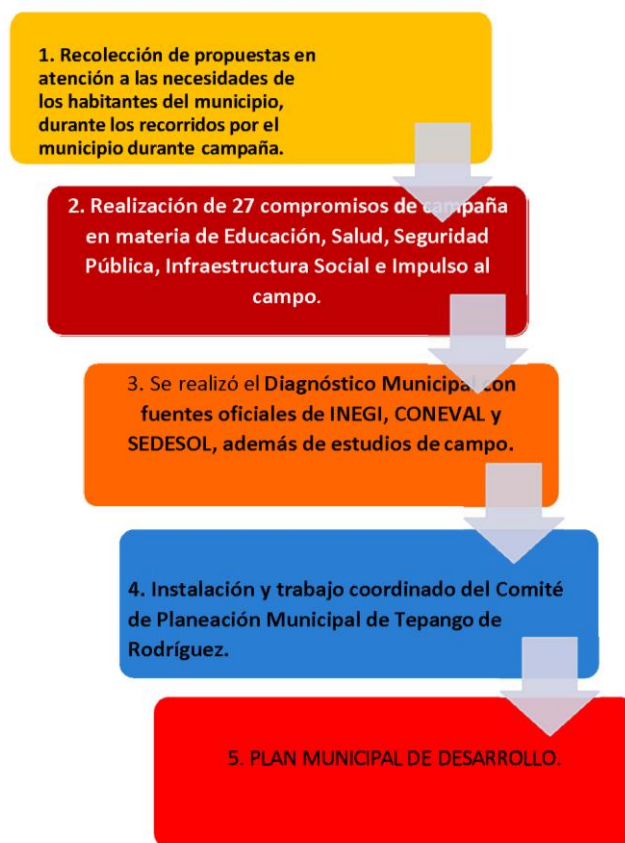 1. Recolección de propuestas en
atención a las necesidades de
los habitantes del municipio,
durante los recorridos por el
municipio durante campaña.
2. Realización de 27 compromisos de campaña
en materia de Educación, Salud, Seguridad
Pública, Infraestructura Social e Impulso al
campo.
3. Se realizó el Diagnóstico Municipal con
fuentes oficiales de INEGI, CONEVAL y
SEDESOL, además de estudios de campo.
4. Instalación y trabajo coordinado del Comité
de Planeación Municipal de Tepango de
Rodríguez.
5. PLAN MUNICIPAL DE DESARROLLO.